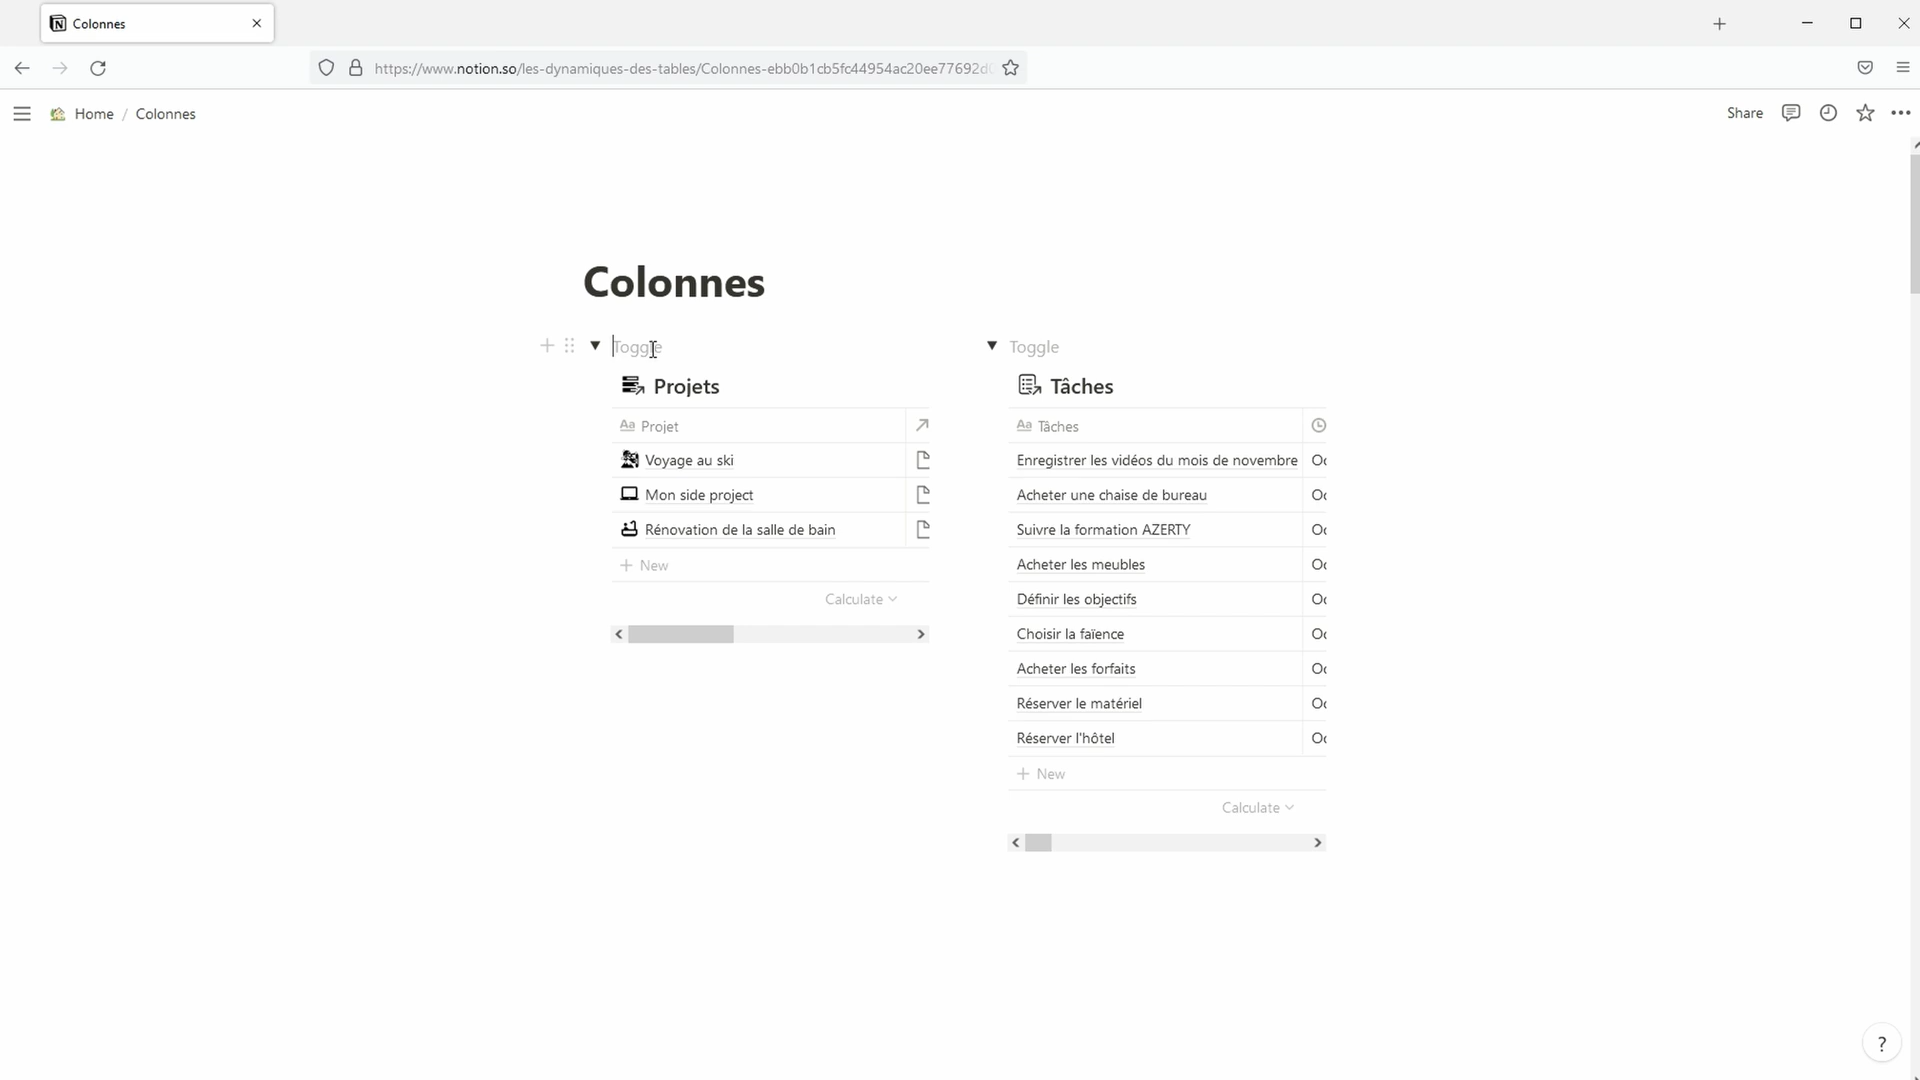 Colonnes
https://www.notion.so/les-dynamiques-des-tables/Colonnes-ebb0b1cb5fc44954ac20ee77692d
Home / Colonnes
Share
Colonnes
Toggle
Projets
Aa Projet
Voyage au ski
Mon side project
Rénovation de la salle de bain
+ New
Calculate
Toggle
Tâches
Aa Tâches
Enregistrer les vidéos du mois de novembre
Acheter une chaise de bureau
Suivre la formation AZERTY
Acheter les meubles
Définir les objectifs
Choisir la faïence
Acheter les forfaits
Réserver le matériel
Réserver l'hôtel
+ New
Calculate
?